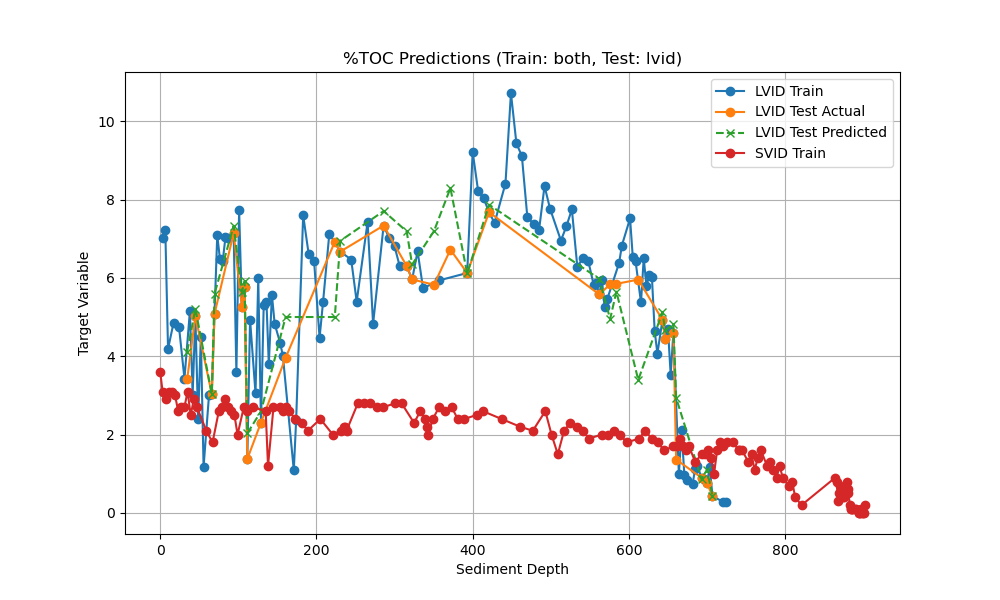 %TOC Predictions (Train: both, Test: lvid)
LVID Train
LVID Test Actual
LVID Test Predicted
SVID Train
Target Variable
10
8
6
4
2
0
0 200 400 600 800
Sediment Depth